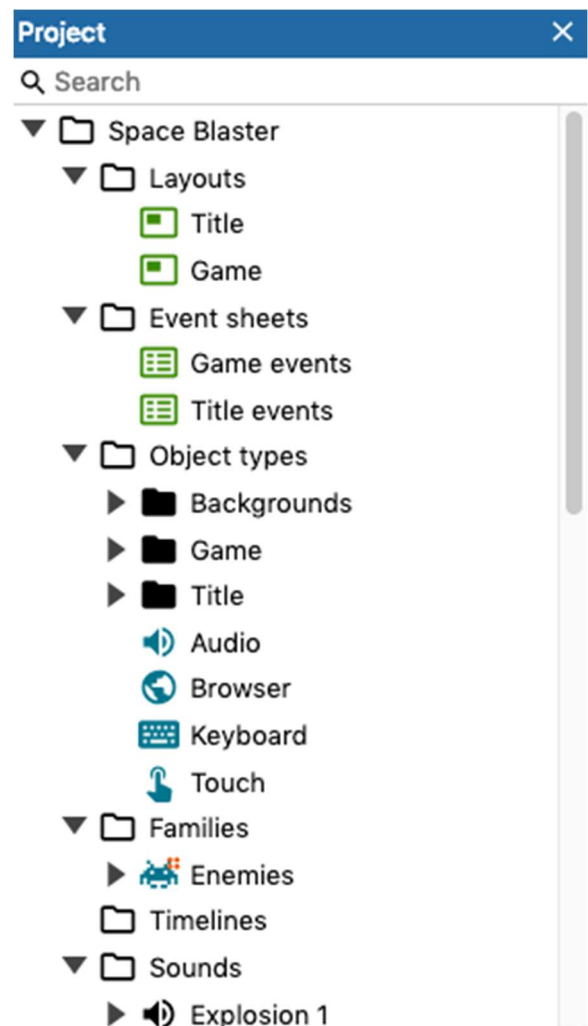 Project
Search
Space Blaster
Layouts
Title
Game
Event sheets
Game events
Title events
Object types
Backgrounds
Game
Title
Audio
Browser
Keyboard
Touch
Families
Enemies
Timelines
Sounds
Explosion 1